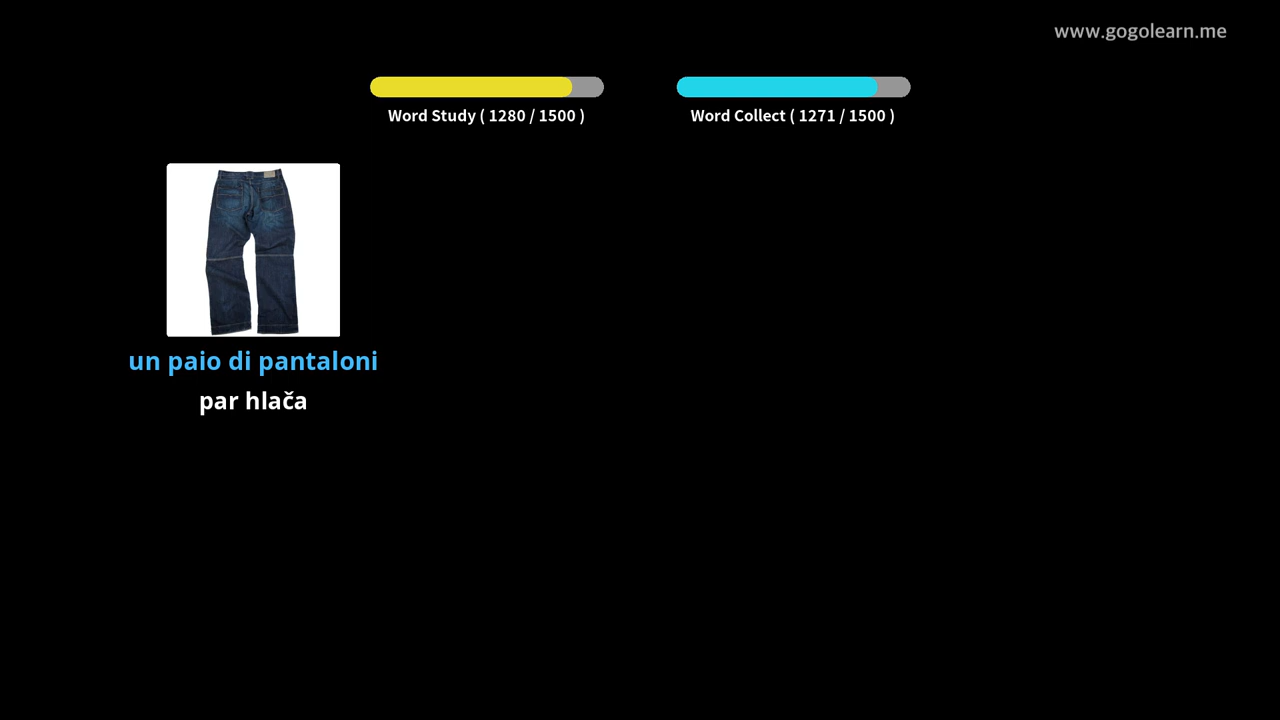 www.gogolearn.me
Word Study ( 1280 / 1500 )
Word Collect ( 1271 / 1500 )
un paio di pantaloni
par hlača